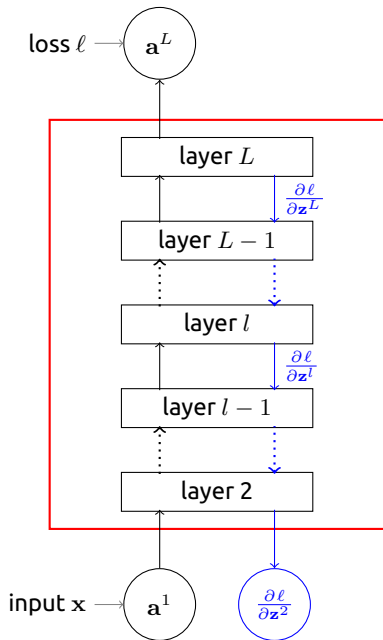 loss ℓ
a^L
layer L
∂ℓ/∂z^L
layer L − 1
layer l
∂ℓ/∂z^l
layer l − 1
layer 2
input x
a^1
∂ℓ/∂z^2